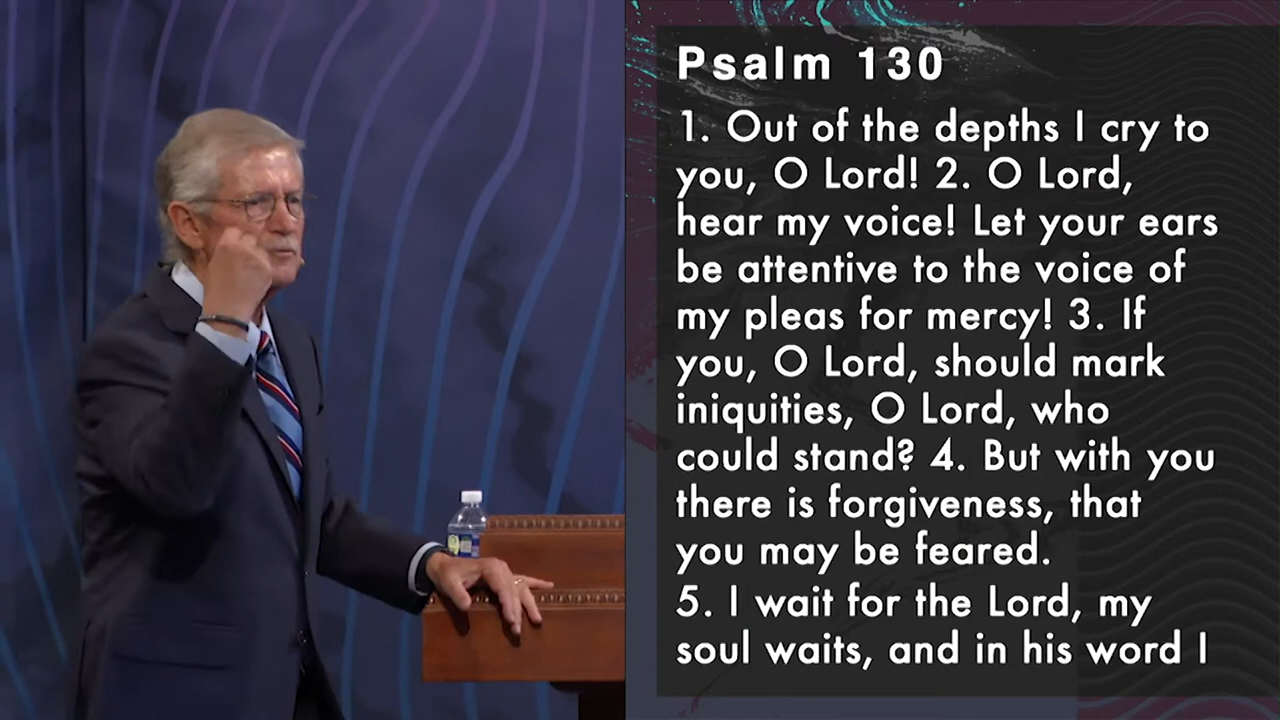 Psalm 130
1. Out of the depths I cry to
you, O Lord! 2. O Lord,
hear my voice! Let your ears
be attentive to the voice of
my pleas for mercy! 3. If
you, O Lord, should mark
iniquities, O Lord, who
could stand? 4. But with you
there is forgiveness, that
you may be feared.
5. I wait for the Lord, my
soul waits, and in his word I